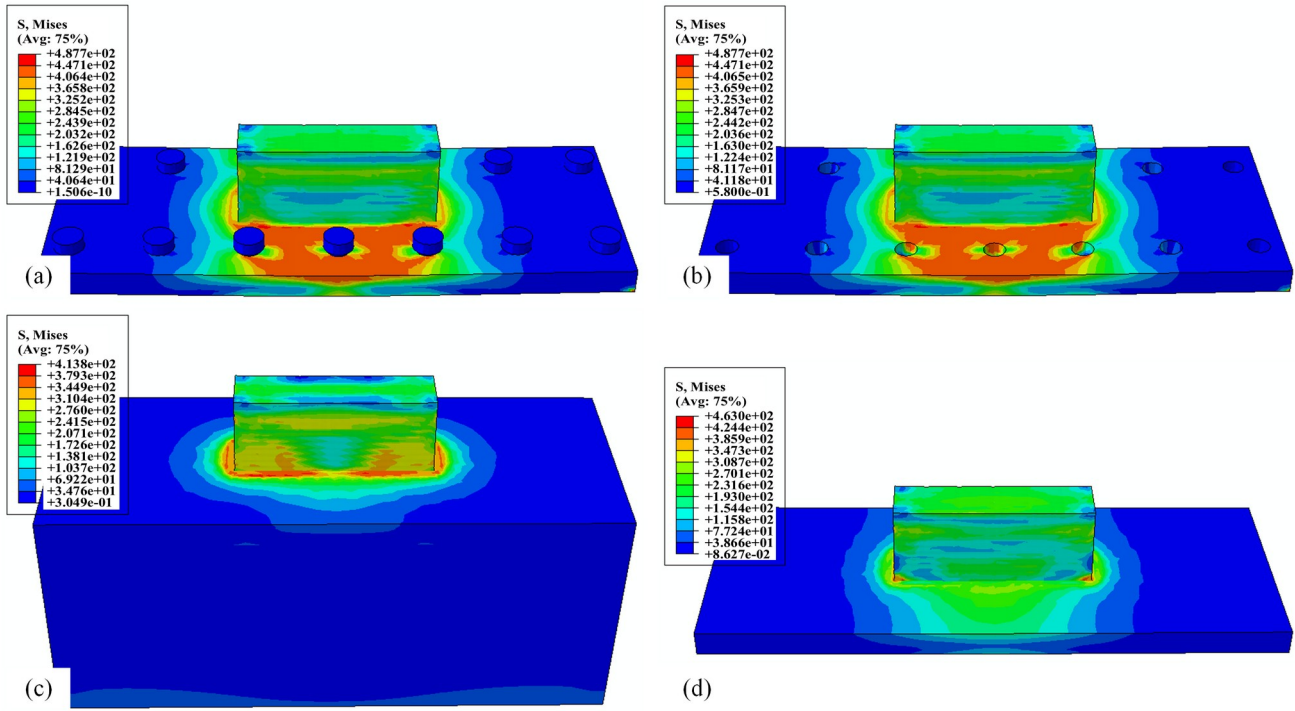 S, Mises
(Avg: 75%)
+4.877e+02
+4.471e+02
+4.064e+02
+3.658e+02
+3.252e+02
+2.845e+02
+2.439e+02
+2.032e+02
+1.626e+02
+1.219e+02
+8.129e+01
+4.064e+01
+1.506e-10
(a)
S, Mises
(Avg: 75%)
+4.877e+02
+4.471e+02
+4.065e+02
+3.659e+02
+3.253e+02
+2.847e+02
+2.442e+02
+2.036e+02
+1.630e+02
+1.224e+02
+8.117e+01
+4.118e+01
+5.800e-01
(b)
S, Mises
(Avg: 75%)
+4.138e+02
+3.793e+02
+3.449e+02
+3.104e+02
+2.760e+02
+2.415e+02
+2.071e+02
+1.726e+02
+1.381e+02
+1.037e+02
+6.922e+01
+3.476e+01
+3.049e-01
(c)
S, Mises
(Avg: 75%)
+4.630e+02
+4.244e+02
+3.859e+02
+3.473e+02
+3.087e+02
+2.701e+02
+2.316e+02
+1.930e+02
+1.544e+02
+1.158e+02
+7.724e+01
+3.866e+01
+8.627e-02
(d)